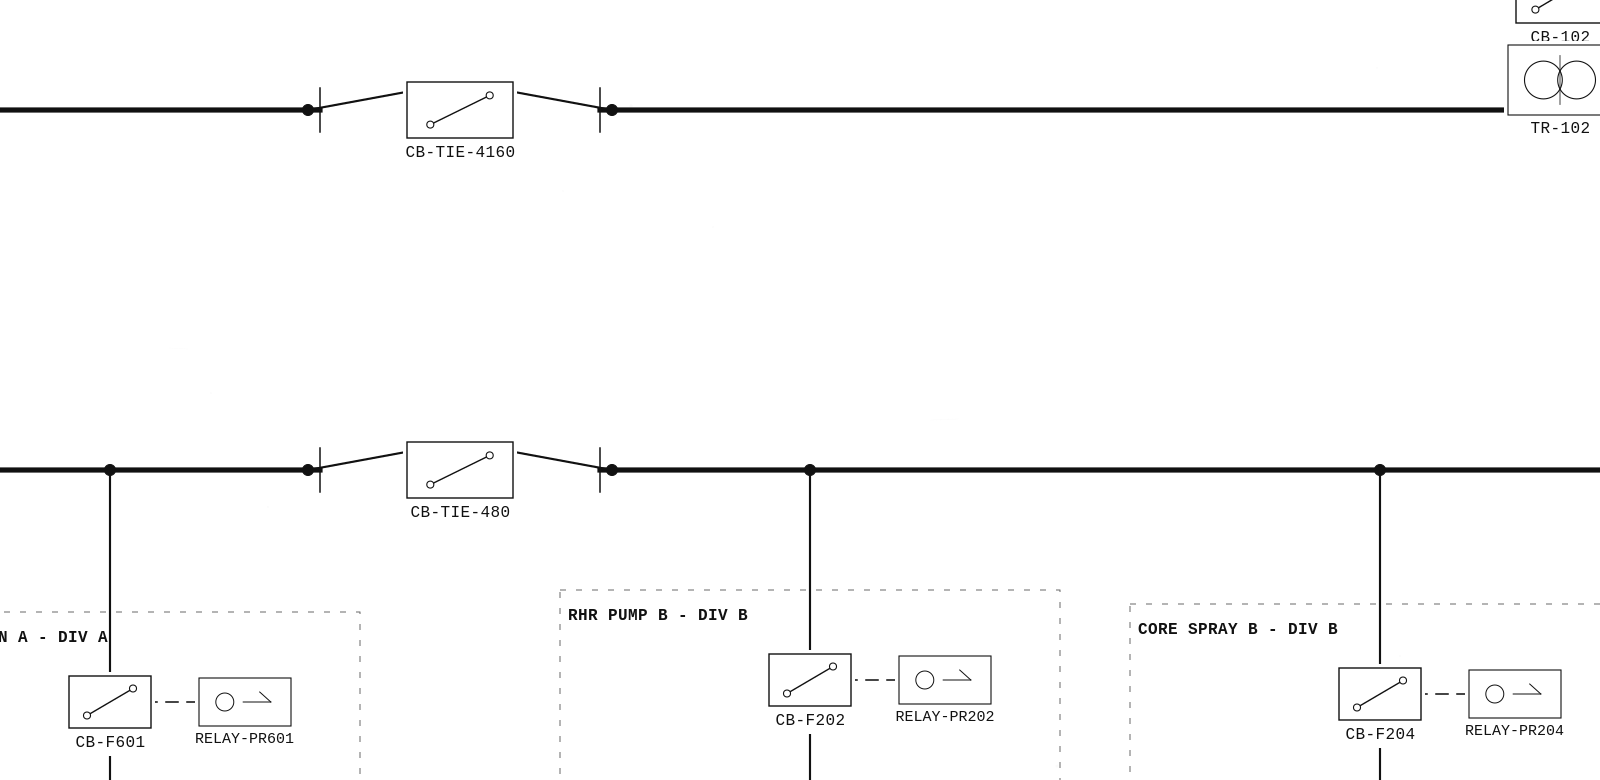 CB-102
TR-102
CB-TIE-4160
CB-TIE-480
RHR PUMP B - DIV B
CORE SPRAY B - DIV B
N A - DIV A
CB-F202
RELAY-PR202
CB-F204
RELAY-PR204
CB-F601
RELAY-PR601